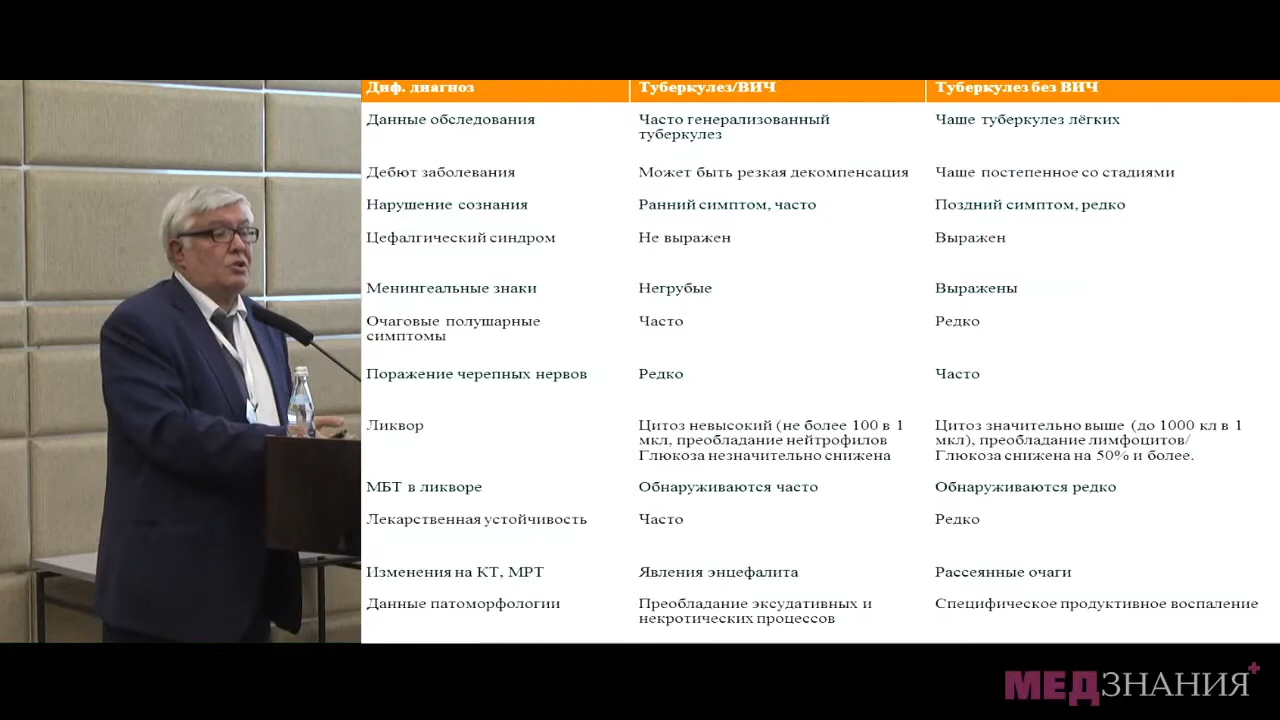 Диф. диагноз Туберкулез/ВИЧ Туберкулез без ВИЧ
Данные обследования Часто генерализованный Чаше туберкулез лёгких
туберкулез
Дебют заболевания Может быть резкая декомпенсация Чаше постепенное со стадиями
Нарушение сознания Ранний симптом, часто Поздний симптом, редко
Цефалгический синдром Не выражен Выражен
Менингеальные знаки Негрубые Выражены
Очаговые полушарные Часто Редко
симптомы
Поражение черепных нервов Редко Часто
Ликвор Цитоз невысокий (не более 100 в 1 Цитоз значительно выше (до 1000 кл в 1
мкл, преобладание нейтрофилов мкл), преобладание лимфоцитов/
Глюкоза незначительно снижена Глюкоза снижена на 50% и более.
МБТ в ликворе Обнаруживаются часто Обнаруживаются редко
Лекарственная устойчивость Часто Редко
Изменения на КТ, МРТ Явления энцефалита Рассеянные очаги
Данные патоморфологии Преобладание эксудативных и Специфическое продуктивное воспаление
некротических процессов
МЕДЗНАНИЯ+